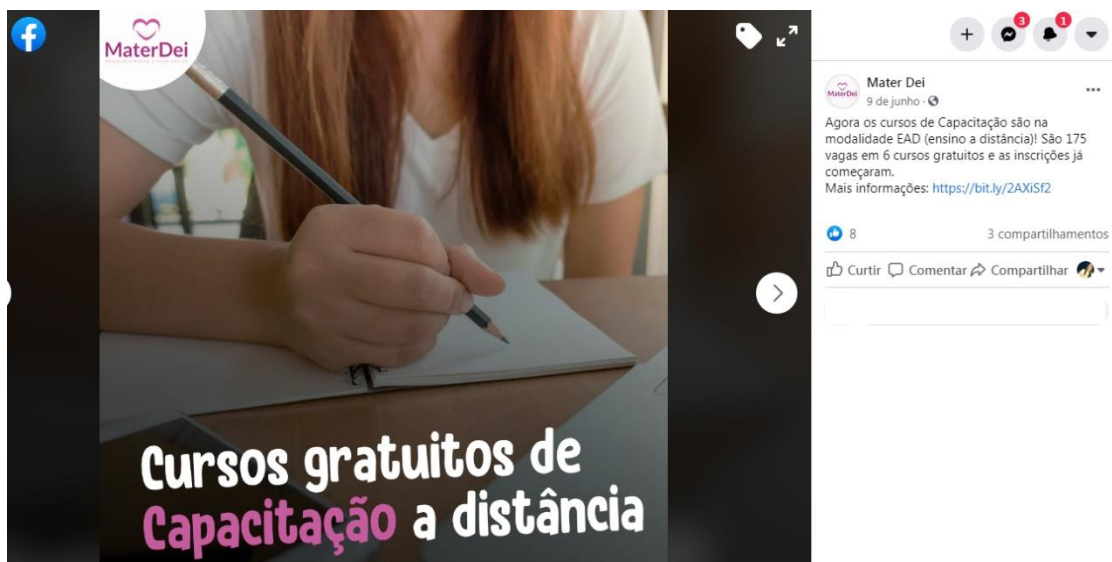 MaterDei
Cursos gratuitos de
Capacitação a distância
3
1
MaterDei
Mater Dei
9 de junho ·
Agora os cursos de Capacitação são na
modalidade EAD (ensino a distância)! São 175
vagas em 6 cursos gratuitos e as inscrições já
começaram.
Mais informações: https://bit.ly/2AXiSf2
8 3 compartilhamentos
Curtir Comentar Compartilhar